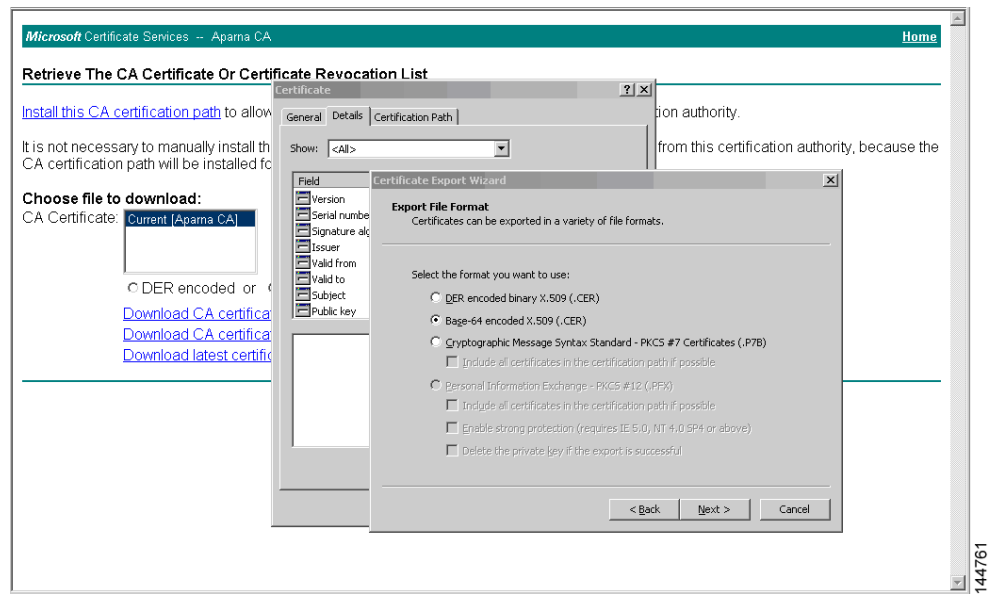 Microsoft Certificate Services -- Aparna CA
Home
Retrieve The CA Certificate Or Certificate Revocation List
Install this CA certification path to allow
tion authority.
It is not necessary to manually install th
from this certification authority, because the
CA certification path will be installed fo
Choose file to download:
CA Certificate:
Current [Aparna CA]
DER encoded or
Download CA certifica
Download CA certifica
Download latest certific
Certificate
General
Details
Certification Path
Show:
<All>
Field
Version
Serial numbe
Signature alg
Issuer
Valid from
Valid to
Subject
Public key
Certificate Export Wizard
Export File Format
Certificates can be exported in a variety of file formats.
Select the format you want to use:
DER encoded binary X.509 (.CER)
Base-64 encoded X.509 (.CER)
Cryptographic Message Syntax Standard - PKCS #7 Certificates (.P7B)
Include all certificates in the certification path if possible
Personal Information Exchange - PKCS #12 (.PFX)
Include all certificates in the certification path if possible
Enable strong protection (requires IE 5.0, NT 4.0 SP4 or above)
Delete the private key if the export is successful
< Back
Next >
Cancel
144761